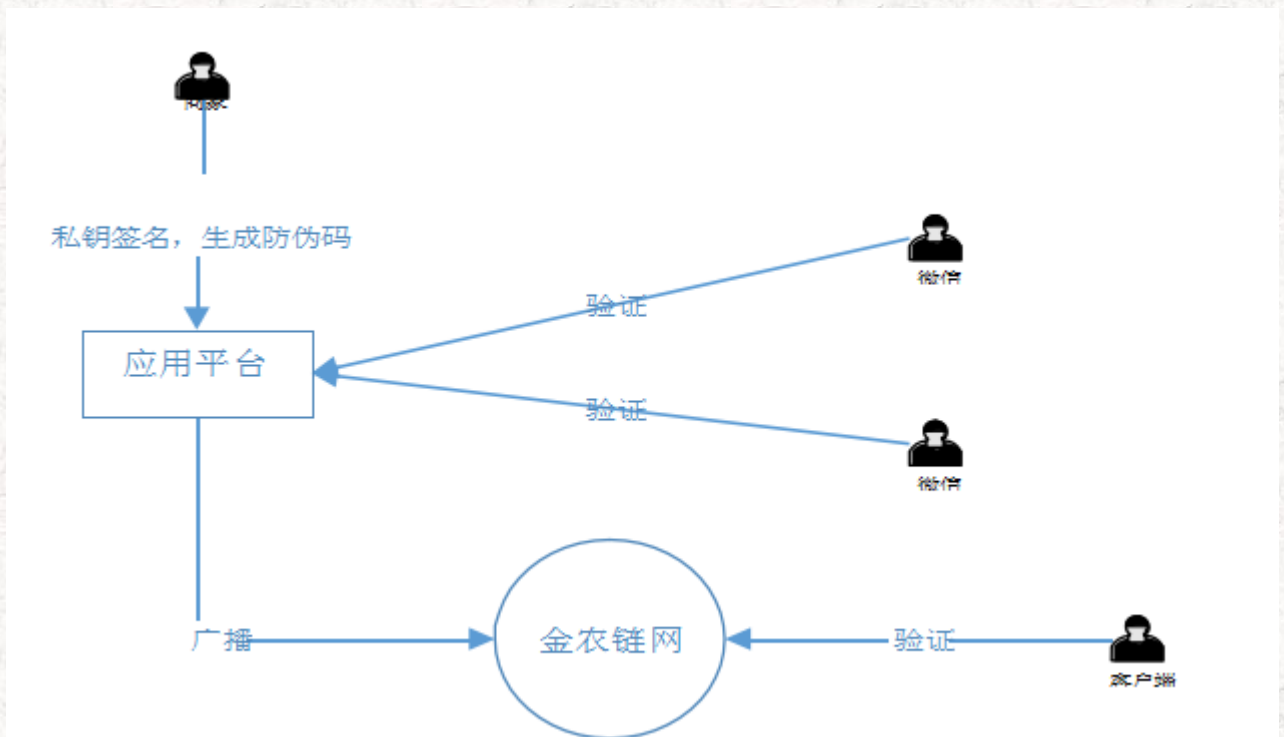 私钥签名，生成防伪码
微信
验证
应用平台
验证
微信
广播
金农链网
验证
客户端